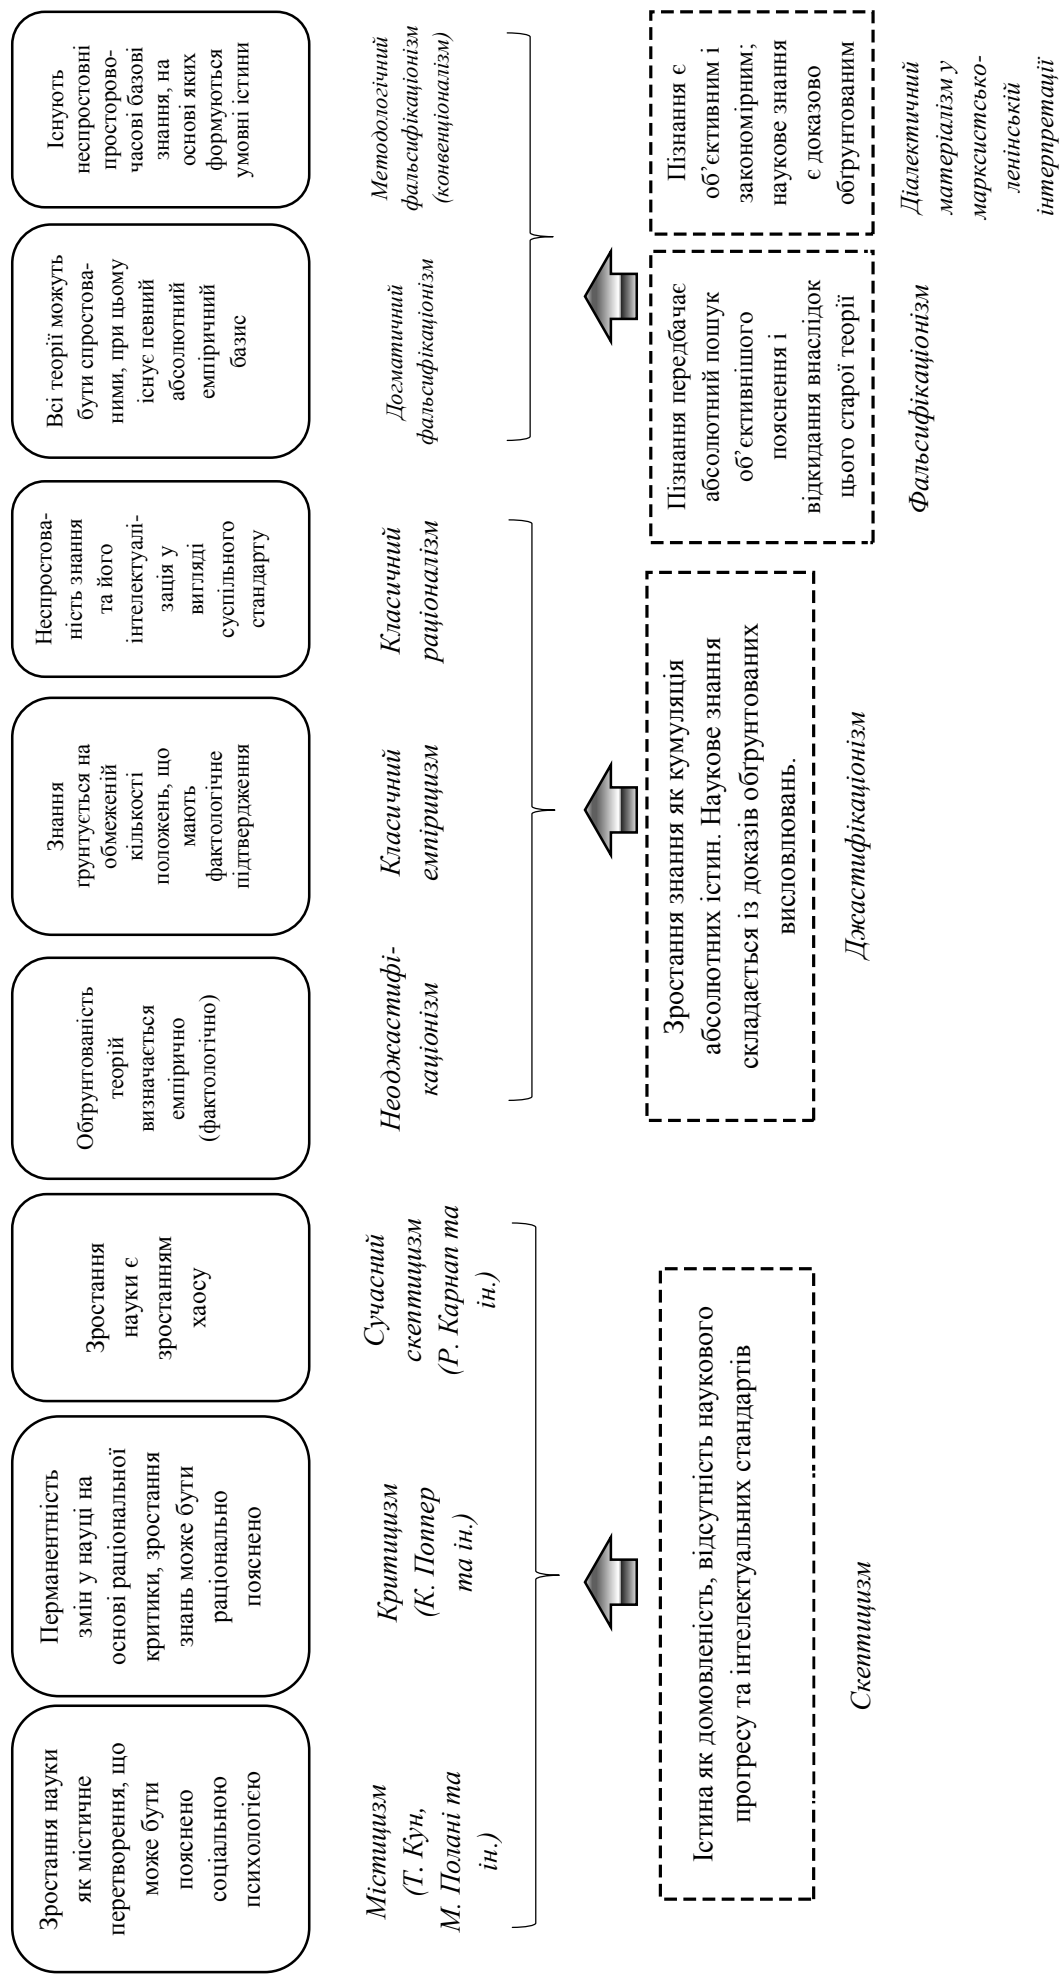 Зростання науки
як містичне
перетворення, що
може бути
пояснено
соціальною
психологією
Перманентність
змін у науці на
основі раціональної
критики, зростання
знань може бути
раціонально
пояснено
Зростання
науки є
зростанням
хаосу
Обґрунтованість
теорій
визначається
емпірично
(фактологічно)
Знання
ґрунтується на
обмеженій
кількості
положень, що
мають
фактологічне
підтвердження
Неспростова-
ність знання
та його
інтелектуалі-
зація у
вигляді
суспільного
стандарту
Всі теорії можуть
бути спростова-
ними, при цьому
існує певний
абсолютний
емпіричний
базис
Існують
неспростовні
просторово-
часові базові
знання, на
основі яких
формуються
умовні істини
Містицизм
(Т. Кун,
М. Полані та
ін.)
Критицизм
(К. Поппер
та ін.)
Сучасний
скептицизм
(Р. Карнап та
ін.)
Неоджастифі-
каціонізм
Класичний
емпірицизм
Класичний
раціоналізм
Догматичний
фальсифікаціонізм
Методологічний
фальсифікаціонізм
(конвенціоналізм)
Істина як домовленість, відсутність наукового
прогресу та інтелектуальних стандартів
Скептицизм
Зростання знання як кумуляція
абсолютних істин. Наукове знання
складається із доказів обґрунтованих
висловлювань.
Джастифікаціонізм
Пізнання передбачає
абсолютний пошук
об’єктивнішого
пояснення і
відкидання внаслідок
цього старої теорії
Фальсифікаціонізм
Пізнання є
об’єктивним і
закономірним;
наукове знання
є доказово
обґрунтованим
Діалектичний
матеріалізм у
марксистсько-
ленінській
інтерпретації